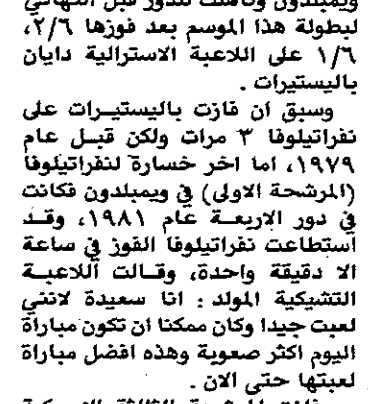 ويمبلدون وتأهلت للدور قبل النهائي
لبطولة هذا الموسم بعد فوزها ٢/٦،
١/٦ على اللاعبة الاسترالية دايان
باليستيرات .
وسبق ان فازت باليستيرات على
نفراتيلوفا ٣ مرات ولكن قبل عام
١٩٧٩، اما اخر خسارة لنفراتيلوفا
(المرشحة الاولى) في ويمبلدون فكانت
في دور الاربعة عام ١٩٨١، وقد
استطاعت نفراتيلوفا الفوز في ساعة
الا دقيقة واحدة، وقالت اللاعبة
التشيكية المولد : انا سعيدة لانني
لعبت جيدا وكان ممكنا ان تكون مباراة
اليوم اكثر صعوبة وهذه افضل مباراة
لعبتها حتى الان .